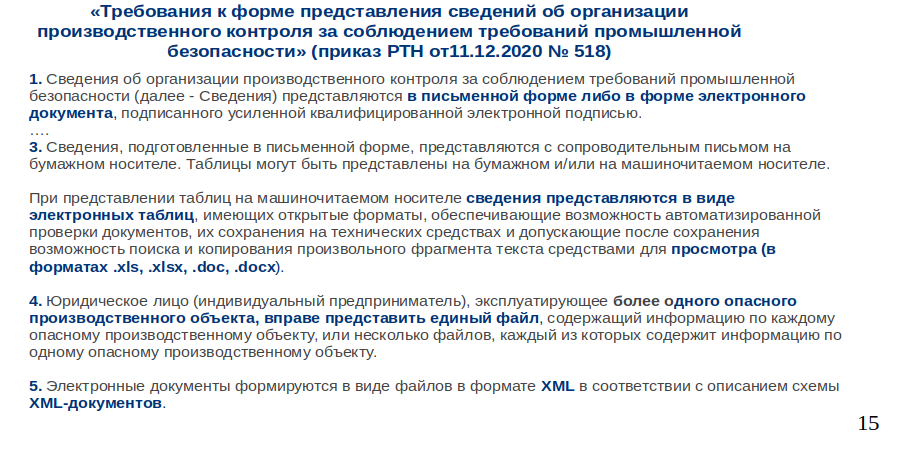 «Требования к форме представления сведений об организации
производственного контроля за соблюдением требований промышленной
безопасности» (приказ РТН от11.12.2020 № 518)
1. Сведения об организации производственного контроля за соблюдением требований промышленной
безопасности (далее - Сведения) представляются в письменной форме либо в форме электронного
документа, подписанного усиленной квалифицированной электронной подписью.
….
3. Сведения, подготовленные в письменной форме, представляются с сопроводительным письмом на
бумажном носителе. Таблицы могут быть представлены на бумажном и/или на машиночитаемом носителе.
При представлении таблиц на машиночитаемом носителе сведения представляются в виде
электронных таблиц, имеющих открытые форматы, обеспечивающие возможность автоматизированной
проверки документов, их сохранения на технических средствах и допускающие после сохранения
возможность поиска и копирования произвольного фрагмента текста средствами для просмотра (в
форматах .xls, .xlsx, .doc, .docx).
4. Юридическое лицо (индивидуальный предприниматель), эксплуатирующее более одного опасного
производственного объекта, вправе представить единый файл, содержащий информацию по каждому
опасному производственному объекту, или несколько файлов, каждый из которых содержит информацию по
одному опасному производственному объекту.
5. Электронные документы формируются в виде файлов в формате XML в соответствии с описанием схемы
XML-документов.
15